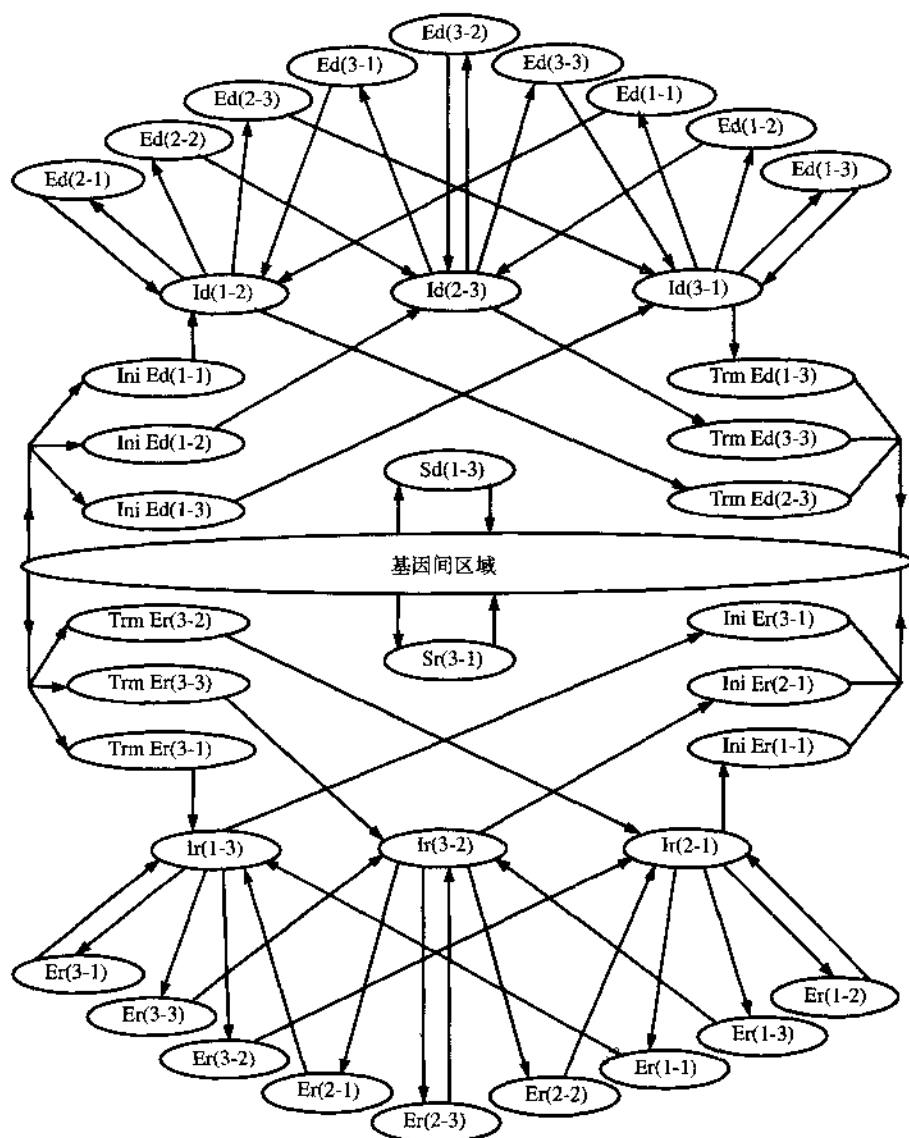 Ed(3-2)
Ed(3-1)
Ed(3-3)
Ed(2-3)
Ed(1-1)
Ed(2-2)
Ed(1-2)
Ed(2-1)
Ed(1-3)
Id(1-2)
Id(2-3)
Id(3-1)
Ini Ed(1-1)
Trm Ed(1-3)
Ini Ed(1-2)
Trm Ed(3-3)
Sd(1-3)
Ini Ed(1-3)
Trm Ed(2-3)
基因间区域
Trm Er(3-2)
Ini Er(3-1)
Sr(3-1)
Trm Er(3-3)
Ini Er(2-1)
Trm Er(3-1)
Ini Er(1-1)
Ir(1-3)
Ir(3-2)
Ir(2-1)
Er(3-1)
Er(1-2)
Er(3-3)
Er(1-3)
Er(3-2)
Er(1-1)
Er(2-1)
Er(2-2)
Er(2-3)